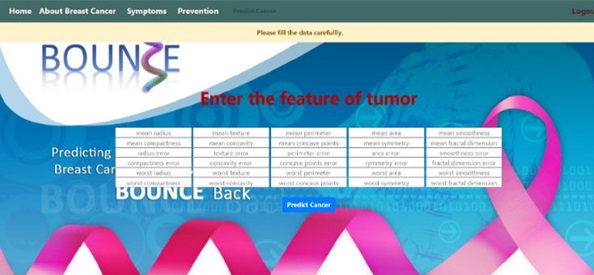 Home About Breast Cancer Symptoms Prevention Predict Cancer
Please fill the data carefully.
BOUNCE
Enter the feature of tumor
mean radius mean texture mean perimeter mean area mean smoothness
mean compactness mean concavity mean concave points mean symmetry mean fractal dimension
radius error texture error perimeter error area error smoothness error
compactness error concavity error concave points error symmetry error fractal dimension error
worst radius worst texture worst perimeter worst area worst smoothness
worst compactness worst concavity worst concave points worst symmetry worst fractal dimension
Predicting
Breast
BOUNCE Back
Predict Cancer